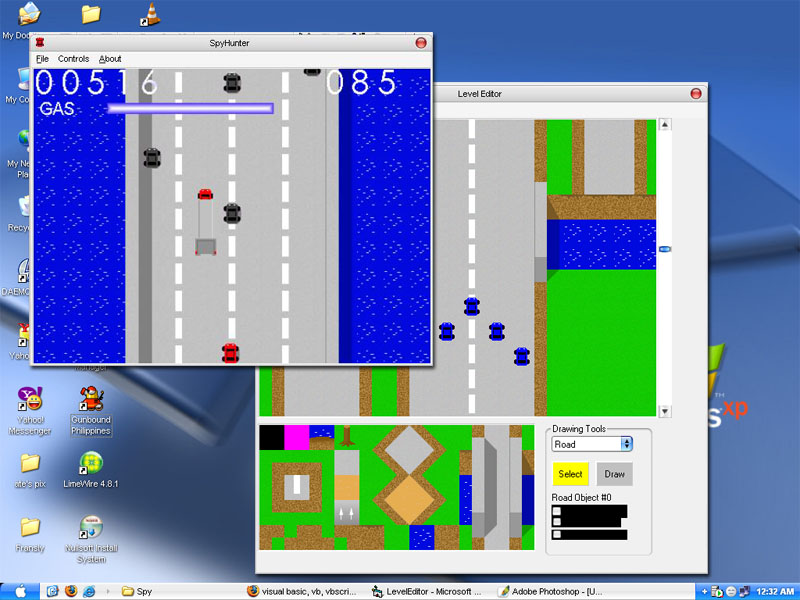 My Do
SpyHunter
File Controls About
00516 085
GAS
My Co
My Ne
Pla
Recy
DAEMO
Yaho
Manager
Level Editor
Drawing Tools
Road
Select Draw
Road Object #0
xp
Yahoo!
Messenger
Gunbound
Philippines
ate's pix
LimeWire 4.8.1
Fransiy
Nullsoft Install
System
Spy
visual basic, vb, vbscri...
LevelEditor - Microsoft ...
Adobe Photoshop - [U...
12:32 AM